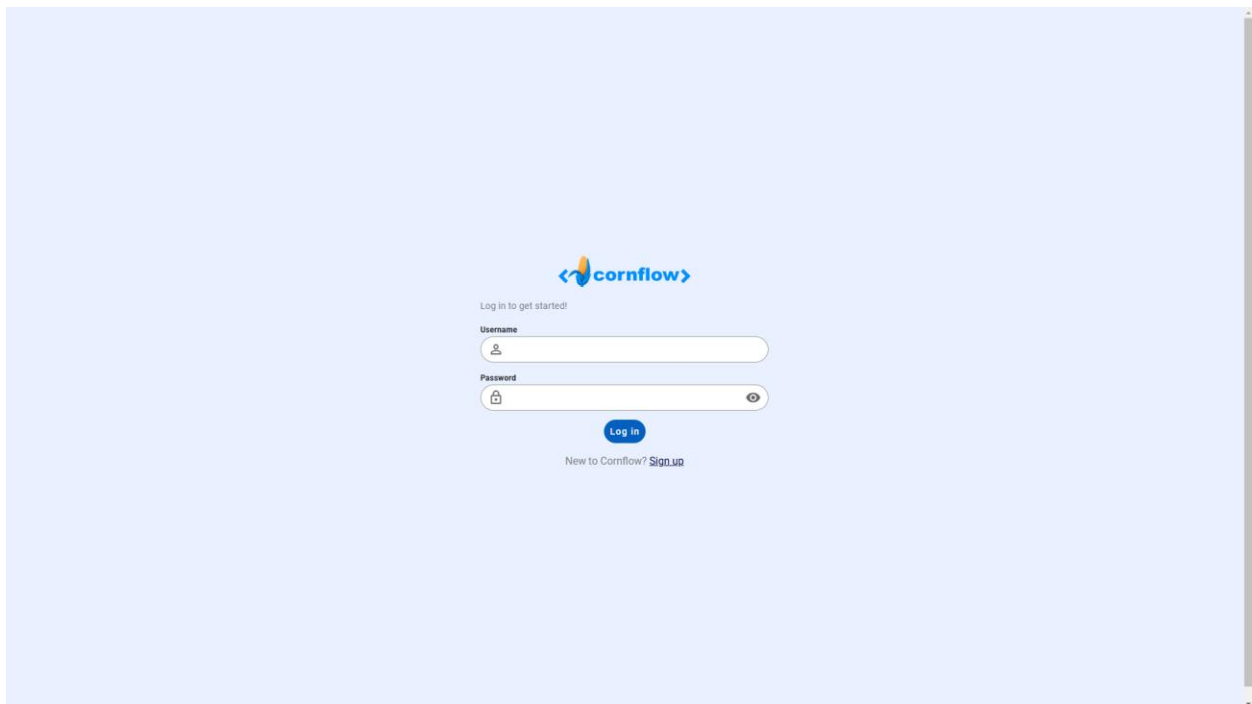 <cornflow>
Log in to get started!
Username
Password
Log in
New to Cornflow? Sign up